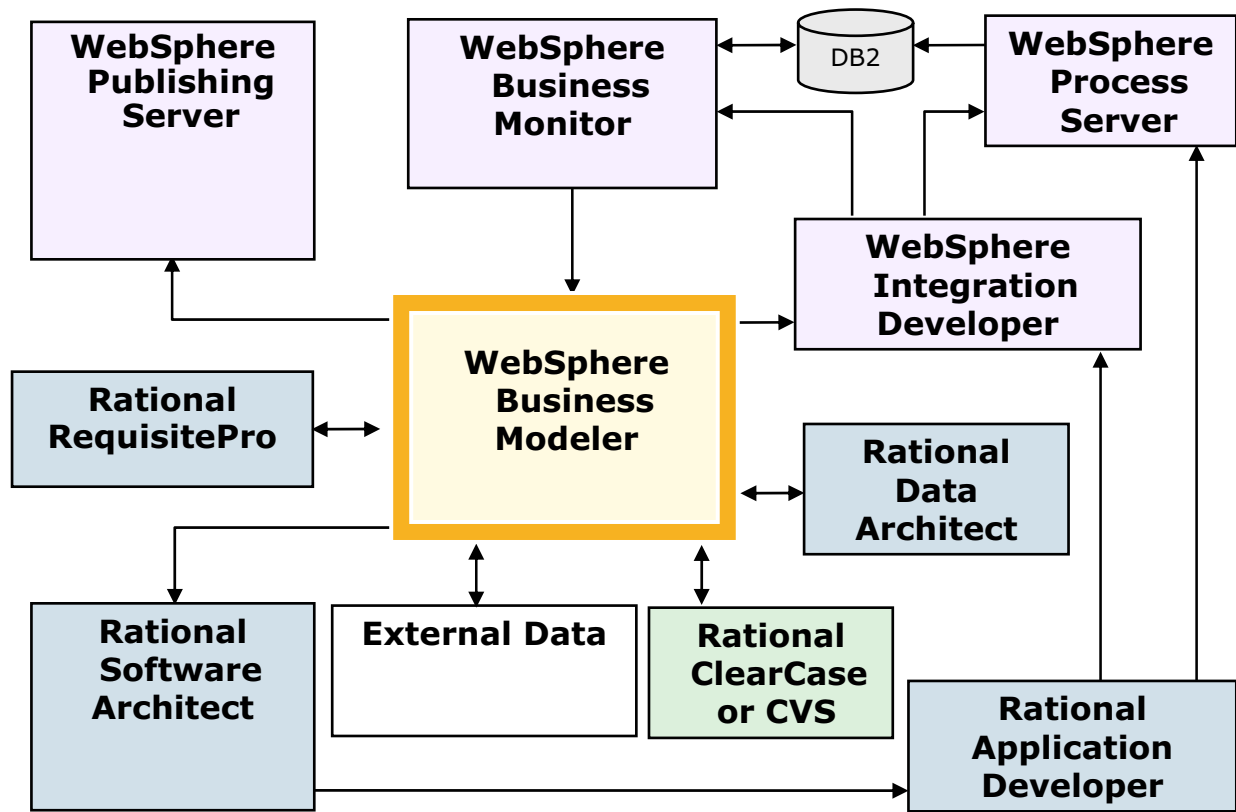 WebSphere
Publishing
Server
WebSphere
Business
Monitor
DB2
WebSphere
Process
Server
WebSphere
Integration
Developer
WebSphere
Business
Modeler
Rational
RequisitePro
Rational
Data
Architect
Rational
Software
Architect
External Data
Rational
ClearCase
or CVS
Rational
Application
Developer